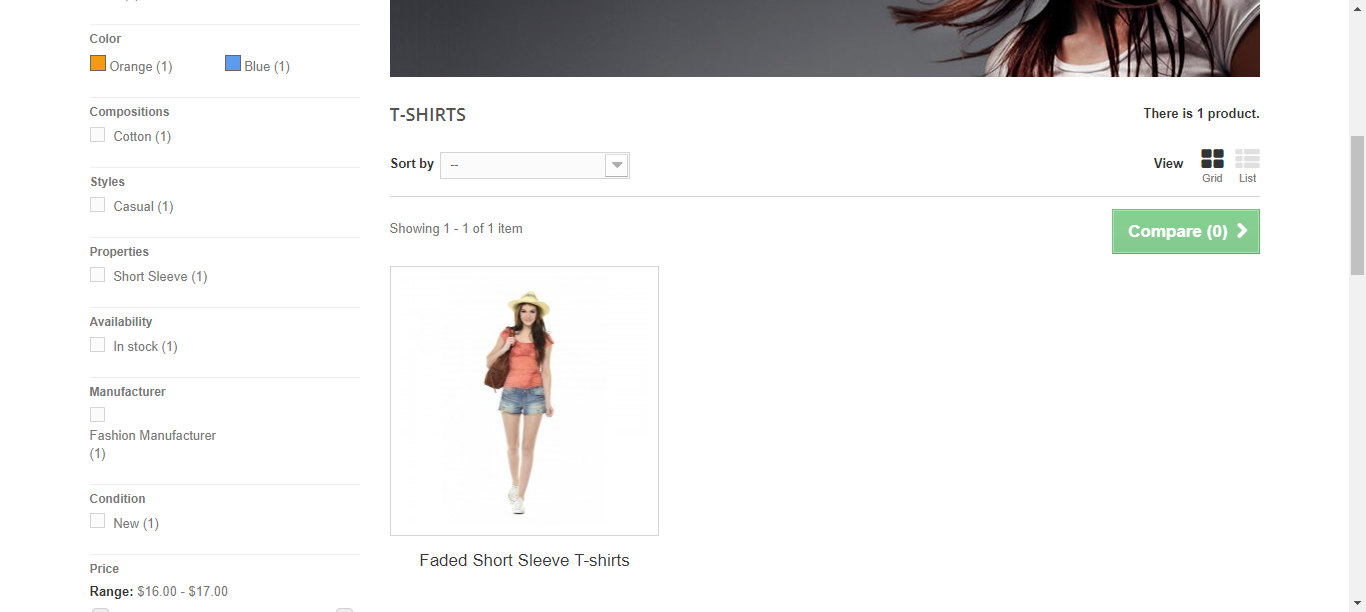 Color
Orange (1)
Blue (1)
Compositions
Cotton (1)
Styles
Casual (1)
Properties
Short Sleeve (1)
Availability
In stock (1)
Manufacturer
Fashion Manufacturer
(1)
Condition
New (1)
Price
Range: $16.00 - $17.00
T-SHIRTS
There is 1 product.
Sort by
--
View
Grid
List
Showing 1 - 1 of 1 item
Compare (0)
Faded Short Sleeve T-shirts